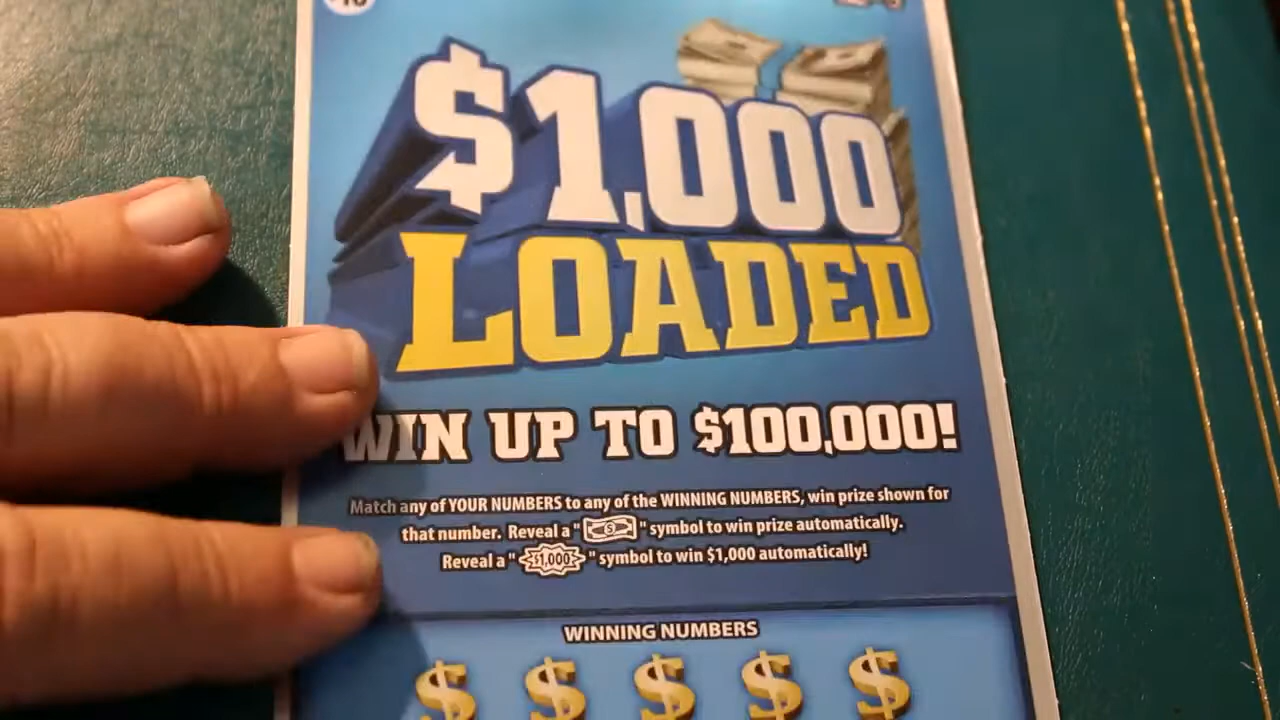 $1,000
LOADED
WIN UP TO $100,000!
Match any of YOUR NUMBERS to any of the WINNING NUMBERS, win prize shown for
that number. Reveal a " $ " symbol to win prize automatically.
Reveal a " $1,000 " symbol to win $1,000 automatically!
WINNING NUMBERS
$ $ $ $ $